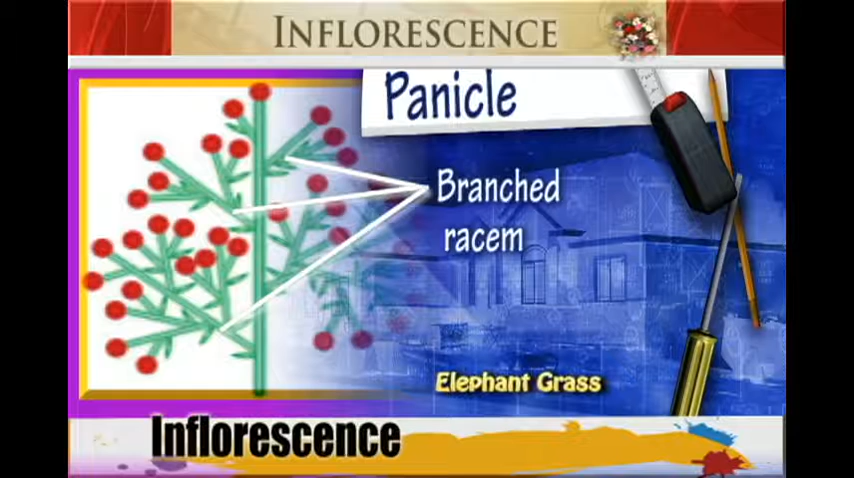 INFLORESCENCE
Panicle
Branched
racem
Elephant Grass
Inflorescence